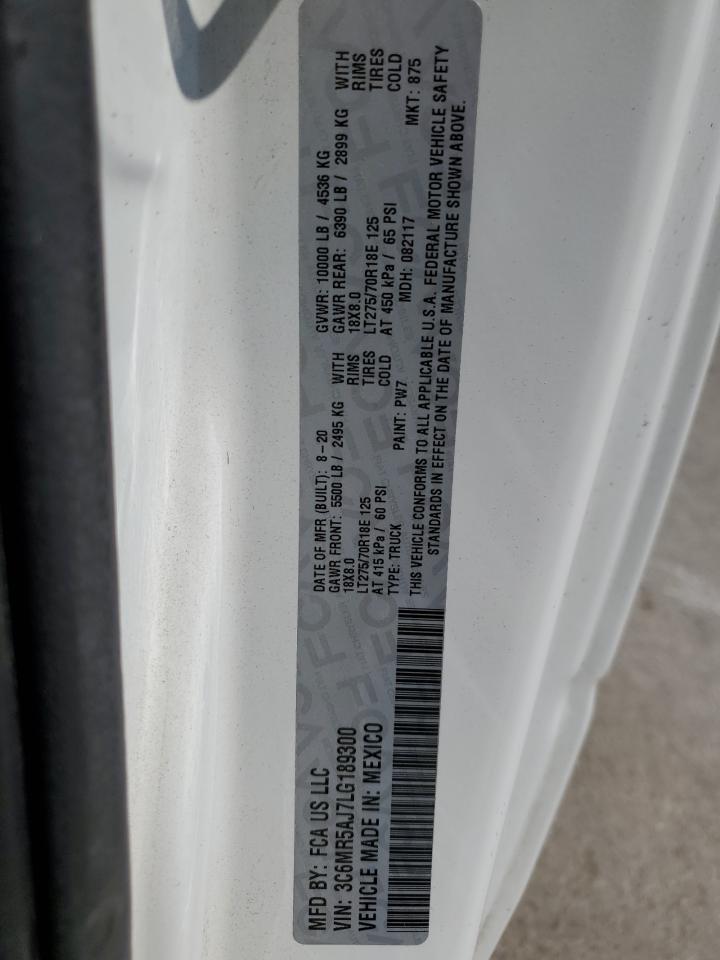 MFD BY: FCA US LLC
VIN: 3C6MR5AJ7LG189300
VEHICLE MADE IN: MEXICO
DATE OF MFR (BUILT): 8-20 GVWR: 10000 LB / 4536 KG
GAWR FRONT: 5500 LB / 2495 KG WITH GAWR REAR: 6390 LB / 2899 KG WITH
18X8.0 RIMS 18X8.0 RIMS
LT275/70R18E 125 TIRES LT275/70R18E 125 TIRES
AT 415 kPa / 60 PSI COLD AT 450 kPa / 65 PSI COLD
TYPE: TRUCK PAINT: PW7 MDH: 082117 MKT: 875
THIS VEHICLE CONFORMS TO ALL APPLICABLE U.S.A. FEDERAL MOTOR VEHICLE SAFETY
STANDARDS IN EFFECT ON THE DATE OF MANUFACTURE SHOWN ABOVE.